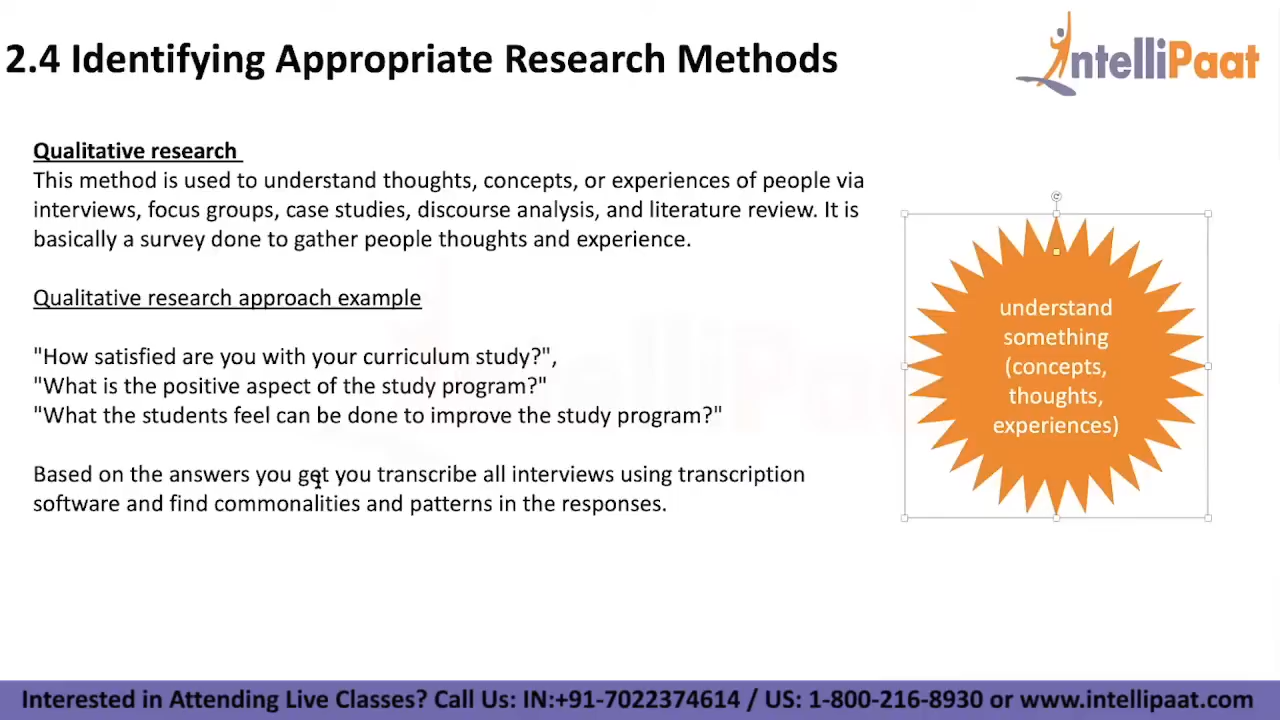 2.4 Identifying Appropriate Research Methods
IntelliPaat
Qualitative research
This method is used to understand thoughts, concepts, or experiences of people via
interviews, focus groups, case studies, discourse analysis, and literature review. It is
basically a survey done to gather people thoughts and experience.
Qualitative research approach example
"How satisfied are you with your curriculum study?",
"What is the positive aspect of the study program?"
"What the students feel can be done to improve the study program?"
Based on the answers you get you transcribe all interviews using transcription
software and find commonalities and patterns in the responses.
understand
something
(concepts,
thoughts,
experiences)
Interested in Attending Live Classes? Call Us: IN:+91-7022374614 / US: 1-800-216-8930 or www.intellipaat.com